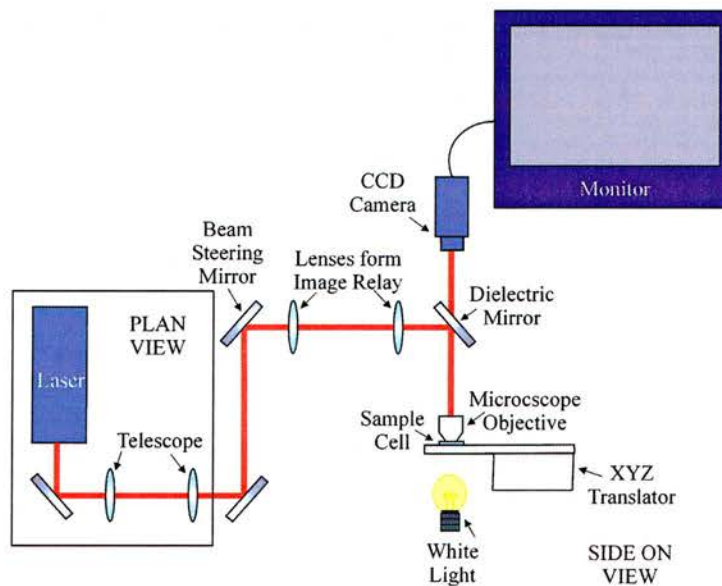 Monitor
CCD
Camera
Beam
Steering
Mirror
Lenses form
Image Relay
Dielectric
Mirror
PLAN
VIEW
Laser
Telescope
Sample
Cell
Microcscope
Objective
XYZ
Translator
White
Light
SIDE ON
VIEW